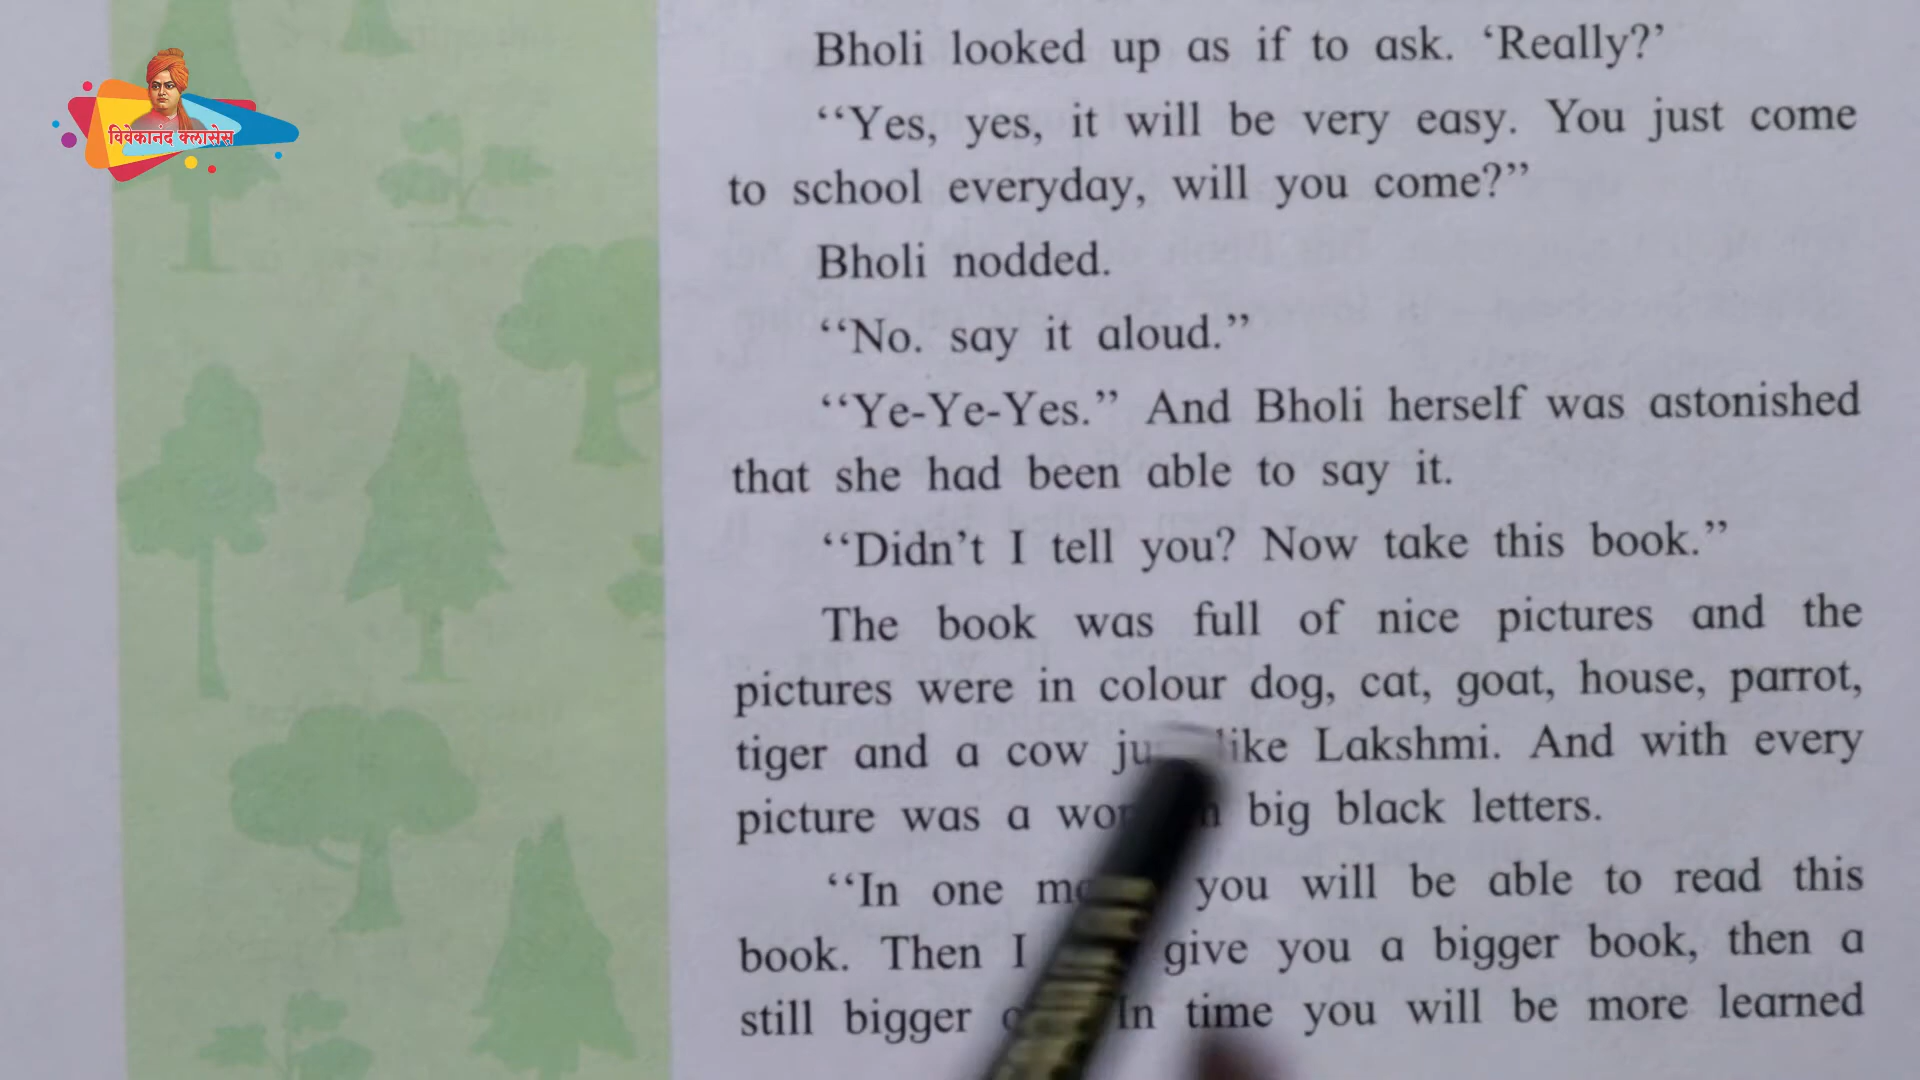 विवेकानंद क्लासेस
Bholi looked up as if to ask. ‘Really?’
‘‘Yes, yes, it will be very easy. You just come
to school everyday, will you come?”
Bholi nodded.
‘‘No. say it aloud.”
‘‘Ye-Ye-Yes.” And Bholi herself was astonished
that she had been able to say it.
‘‘Didn’t I tell you? Now take this book.”
The book was full of nice pictures and the
pictures were in colour dog, cat, goat, house, parrot,
tiger and a cow like Lakshmi. And with every
picture was a big black letters.
‘‘In one you will be able to read this
book. Then I give you a bigger book, then a
still bigger In time you will be more learned